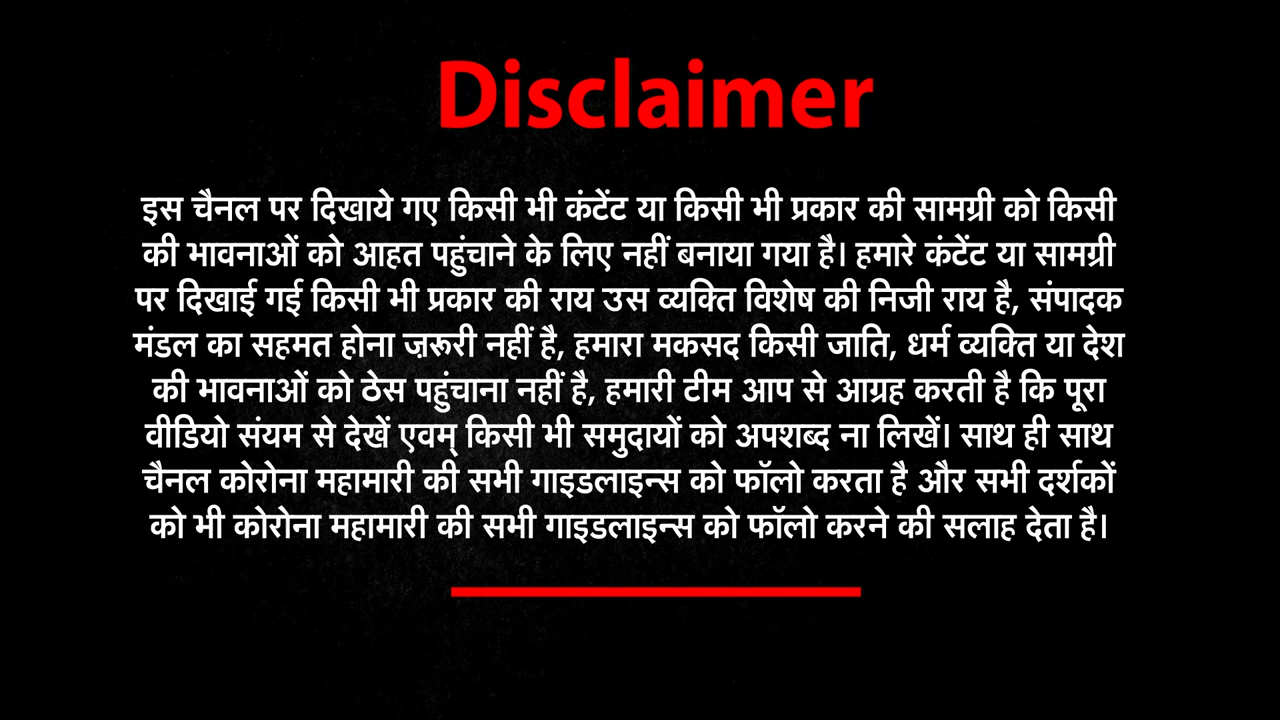 Disclaimer
इस चैनल पर दिखाये गए किसी भी कंटेंट या किसी भी प्रकार की सामग्री को किसी
की भावनाओं को आहत पहुंचाने के लिए नहीं बनाया गया है। हमारे कंटेंट या सामग्री
पर दिखाई गई किसी भी प्रकार की राय उस व्यक्ति विशेष की निजी राय है, संपादक
मंडल का सहमत होना ज़रूरी नहीं है, हमारा मकसद किसी जाति, धर्म व्यक्ति या देश
की भावनाओं को ठेस पहुंचाना नहीं है, हमारी टीम आप से आग्रह करती है कि पूरा
वीडियो संयम से देखें एवम् किसी भी समुदायों को अपशब्द ना लिखें। साथ ही साथ
चैनल कोरोना महामारी की सभी गाइडलाइन्स को फॉलो करता है और सभी दर्शकों
को भी कोरोना महामारी की सभी गाइडलाइन्स को फॉलो करने की सलाह देता है।